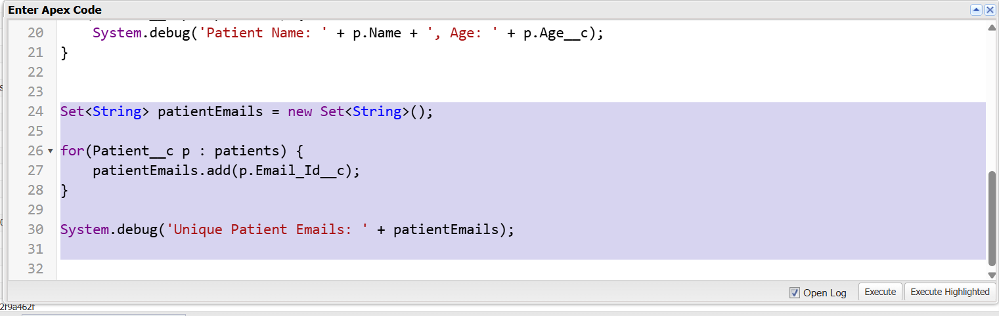 Enter Apex Code
20 System.debug('Patient Name: ' + p.Name + ', Age: ' + p.Age__c);
21 }
22
23
24 Set<String> patientEmails = new Set<String>();
25
26 for(Patient__c p : patients) {
27 patientEmails.add(p.Email_Id__c);
28 }
29
30 System.debug('Unique Patient Emails: ' + patientEmails);
31
32
Open Log Execute Execute Highlighted
2f9a462f